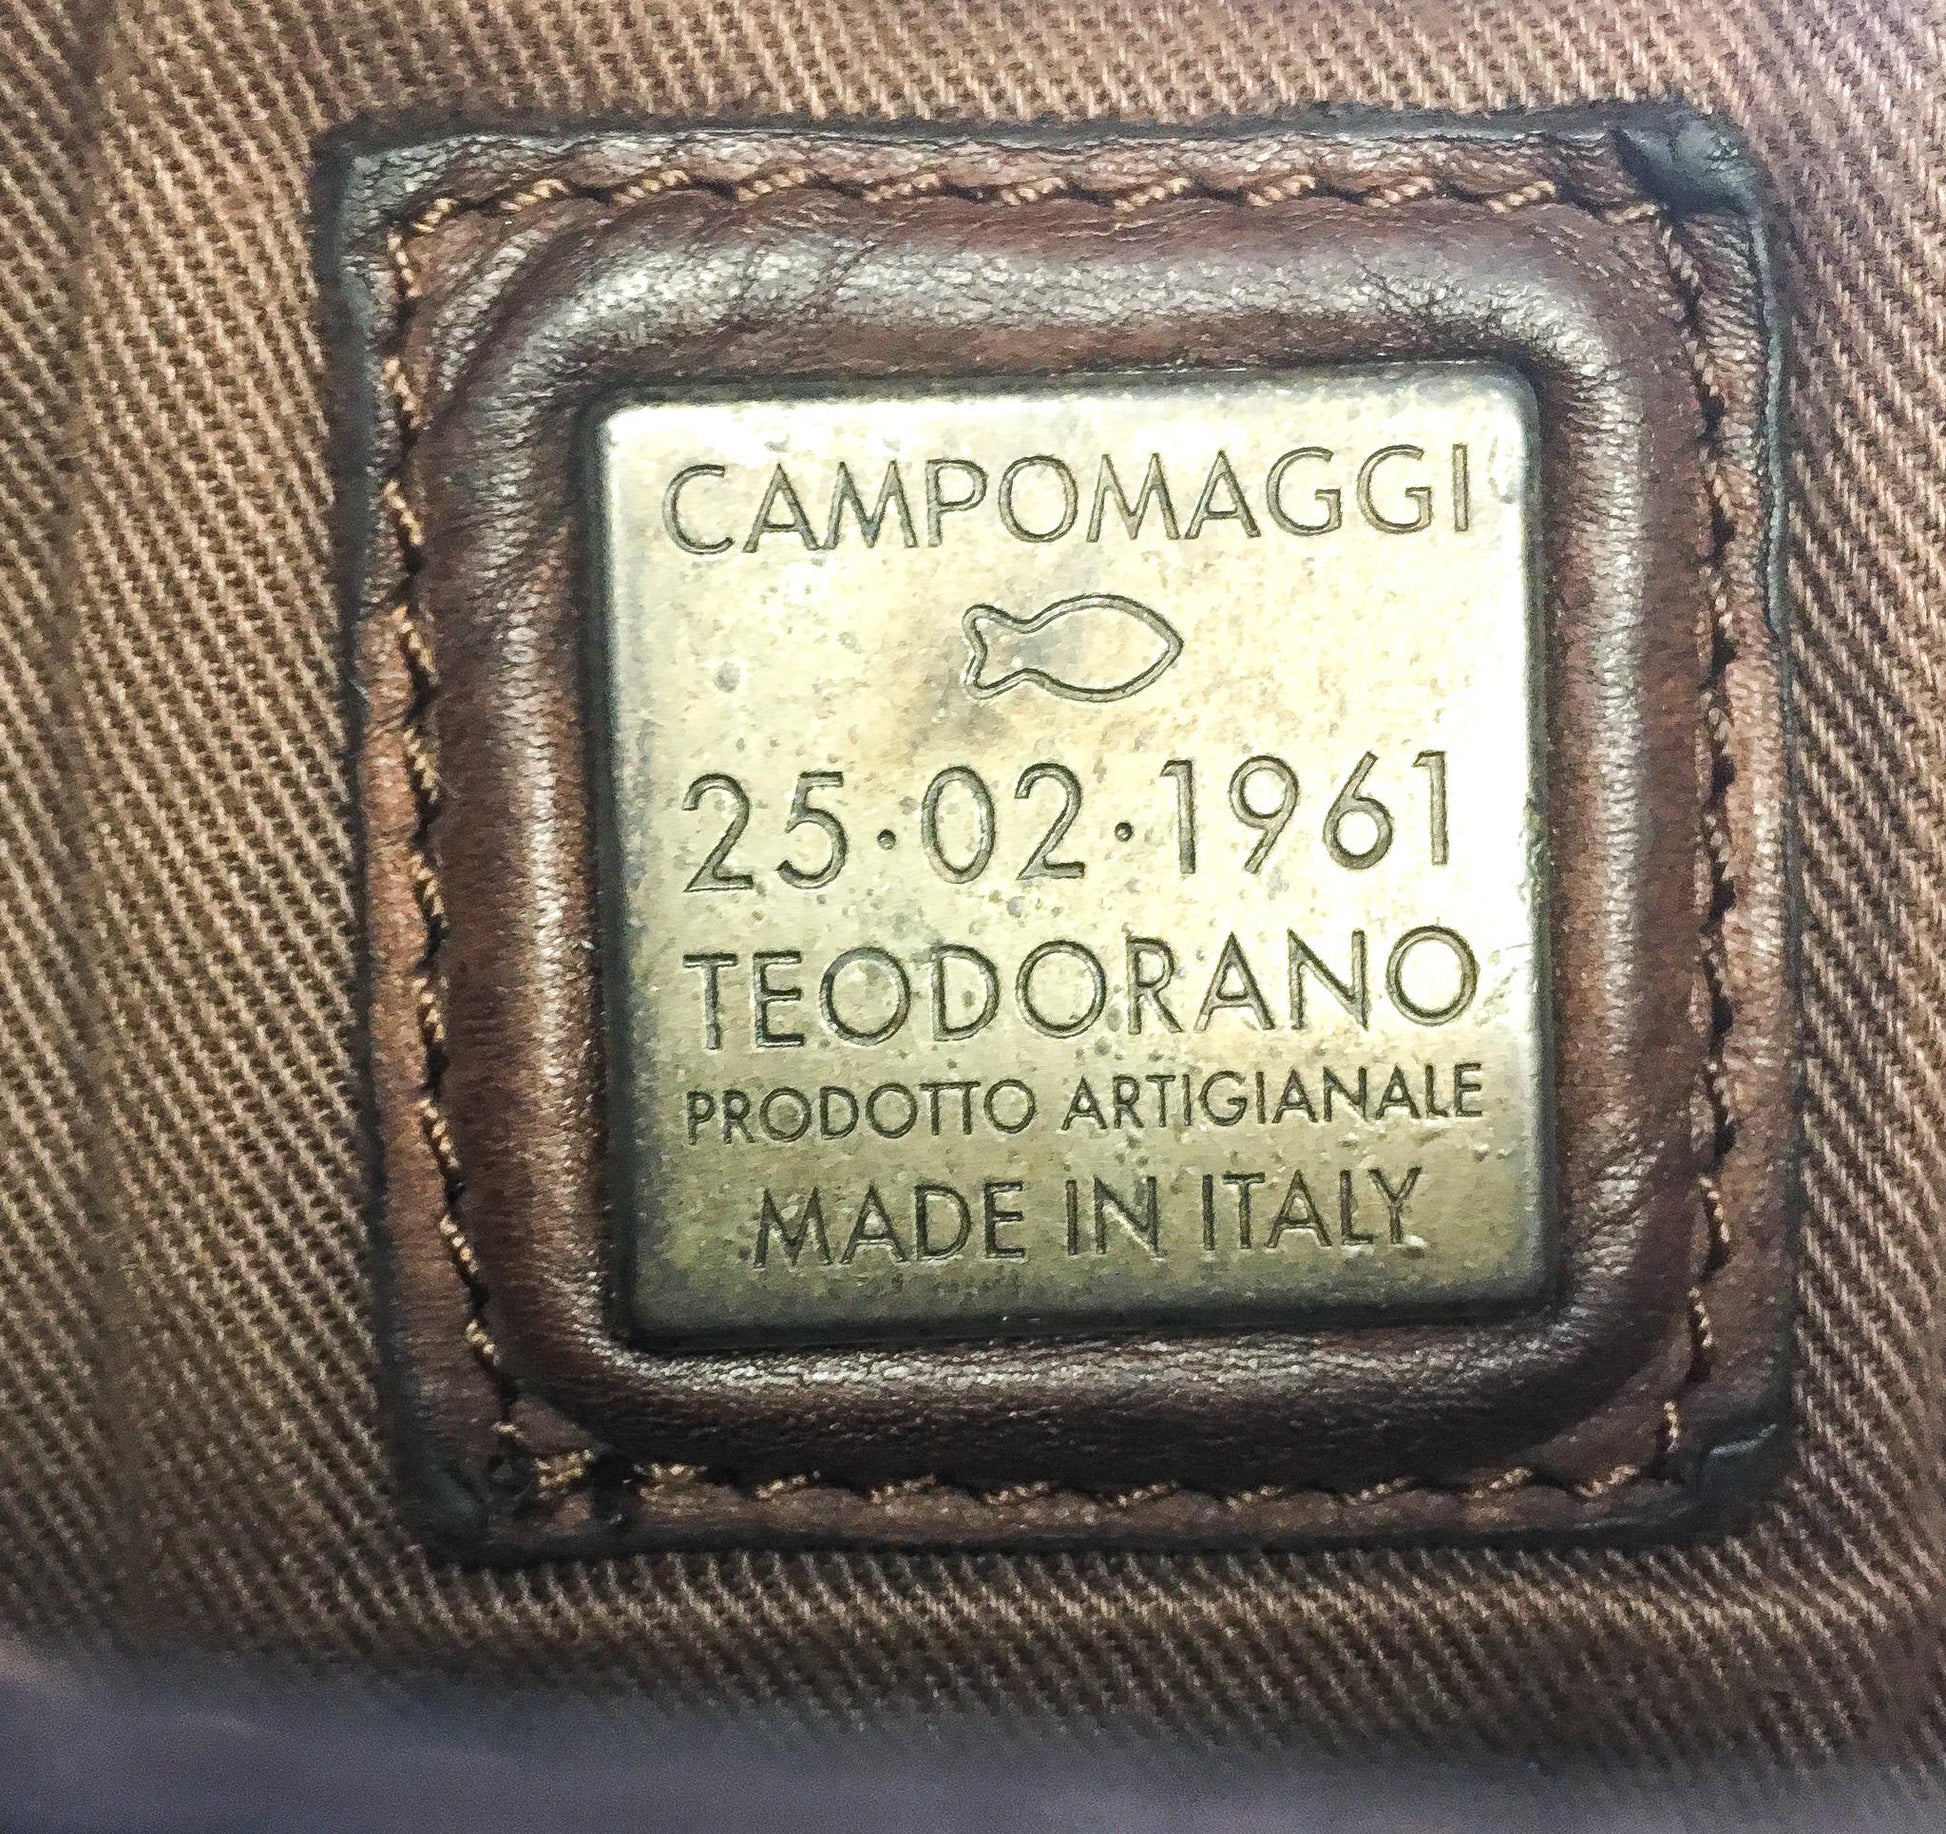 CAMPOMAGGI
25·02·1961
TEODORANO
PRODOTTO ARTIGIANALE
MADE IN ITALY